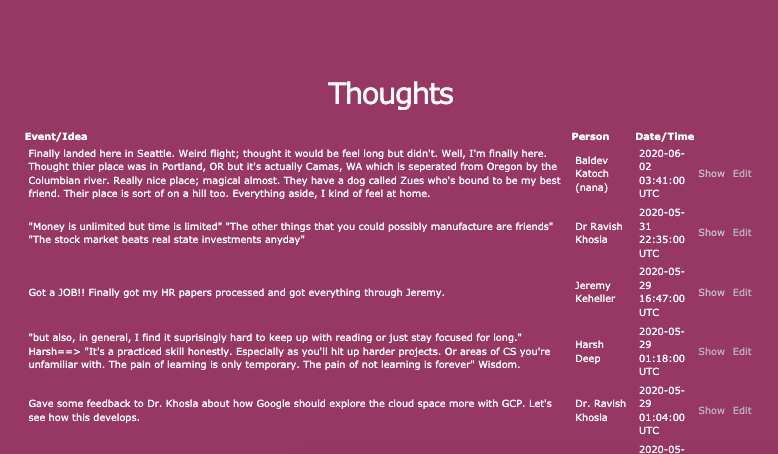 Thoughts
Event/Idea Person Date/Time
Finally landed here in Seattle. Weird flight; thought it would be feel long but didn't. Well, I'm finally here.
Thought thier place was in Portland, OR but it's actually Camas, WA which is seperated from Oregon by the
Columbian river. Really nice place; magical almost. They have a dog called Zues who's bound to be my best
friend. Their place is sort of on a hill too. Everything aside, I kind of feel at home.
Baldev
Katoch
(nana)
2020-06-
02
03:41:00
UTC
Show Edit
"Money is unlimited but time is limited" "The other things that you could possibly manufacture are friends"
"The stock market beats real state investments anyday"
Dr Ravish
Khosla
2020-05-
31
22:35:00
UTC
Show Edit
Got a JOB!! Finally got my HR papers processed and got everything through Jeremy.
Jeremy
Keheller
2020-05-
29
16:47:00
UTC
Show Edit
"but also, in general, I find it suprisingly hard to keep up with reading or just stay focused for long."
Harsh==> "It's a practiced skill honestly. Especially as you'll hit up harder projects. Or areas of CS you're
unfamiliar with. The pain of learning is only temporary. The pain of not learning is forever" Wisdom.
Harsh
Deep
2020-05-
29
01:18:00
UTC
Show Edit
Gave some feedback to Dr. Khosla about how Google should explore the cloud space more with GCP. Let's
see how this develops.
Dr. Ravish
Khosla
2020-05-
29
01:04:00
UTC
Show Edit
2020-05-